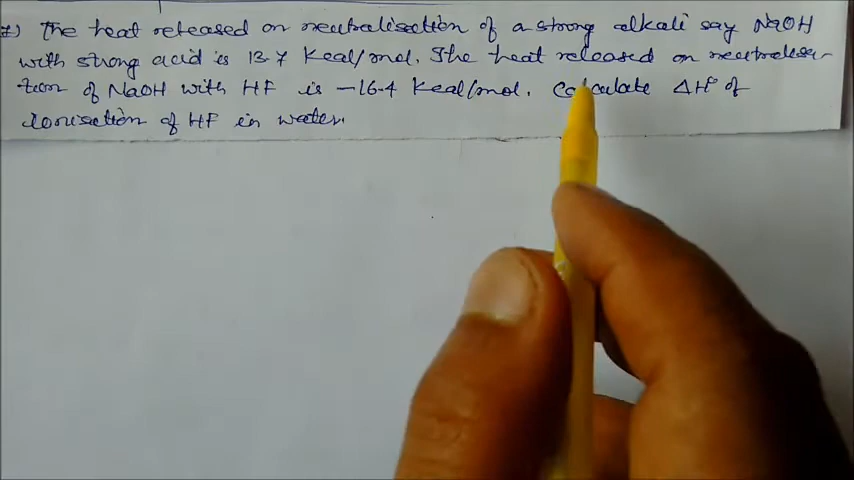 7) The heat released on neutralisation of a strong alkali say NaOH
with strong acid is 13.7 Kcal/mol. The heat released on neutralisa-
tion of NaOH with HF is -16.4 Kcal/mol. Calculate ΔH° of
ionisation of HF in water.